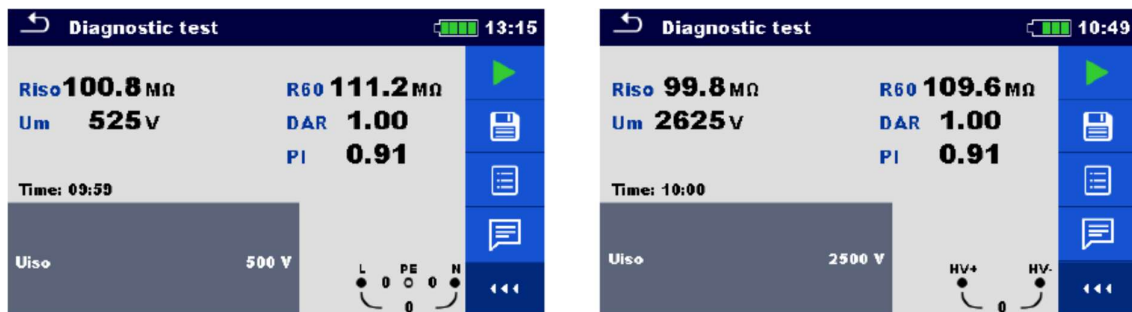 Diagnostic test 13:15
Riso 100.8 MΩ R60 111.2 MΩ
Um 525 V DAR 1.00
PI 0.91
Time: 09:59
Uiso 500 V
L PE N
0 0
0
Diagnostic test 10:49
Riso 99.8 MΩ R60 109.6 MΩ
Um 2625 V DAR 1.00
PI 0.91
Time: 10:00
Uiso 2500 V
HV+ HV-
0